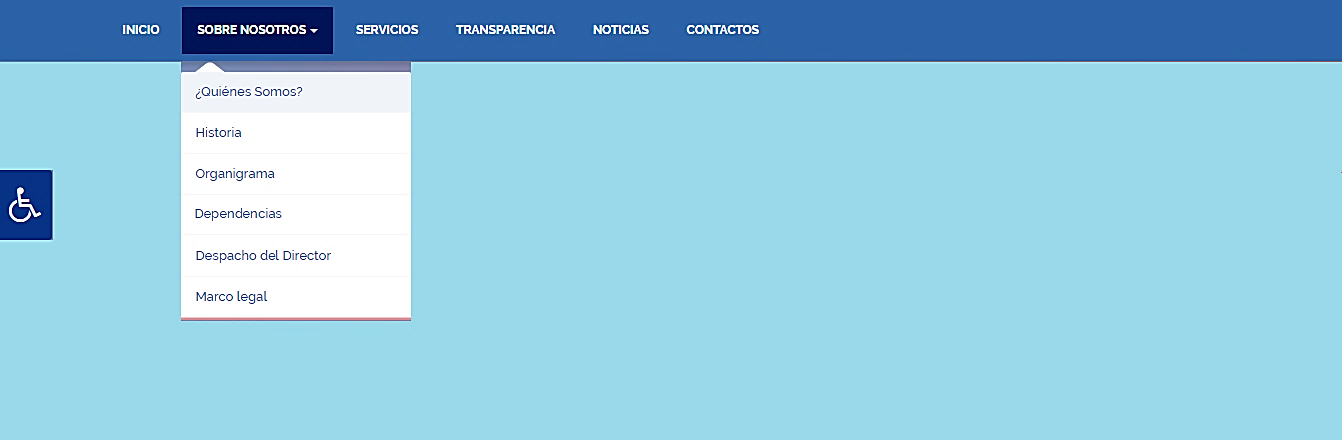 INICIO SOBRE NOSOTROS SERVICIOS TRANSPARENCIA NOTICIAS CONTACTOS
¿Quiénes Somos?
Historia
Organigrama
Dependencias
Despacho del Director
Marco legal